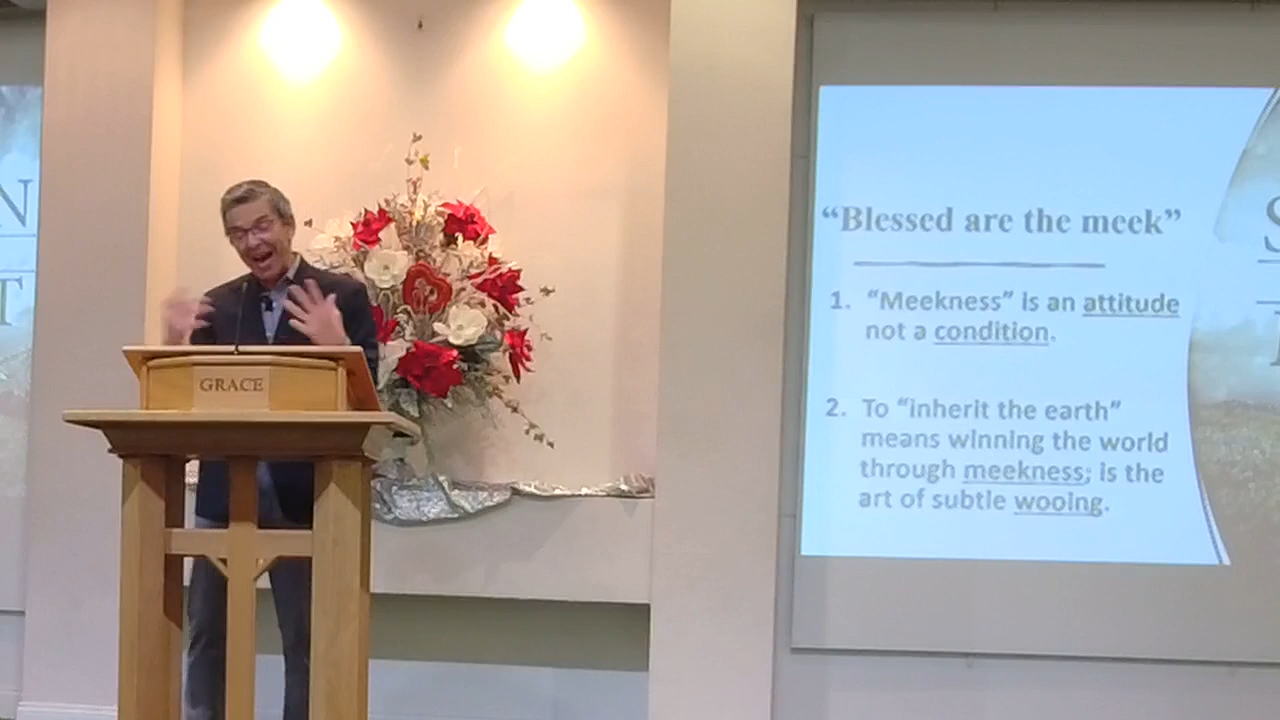 N
T
GRACE
“Blessed are the meek”
1. “Meekness” is an attitude
not a condition.
2. To “inherit the earth”
means winning the world
through meekness; is the
art of subtle wooing.
S